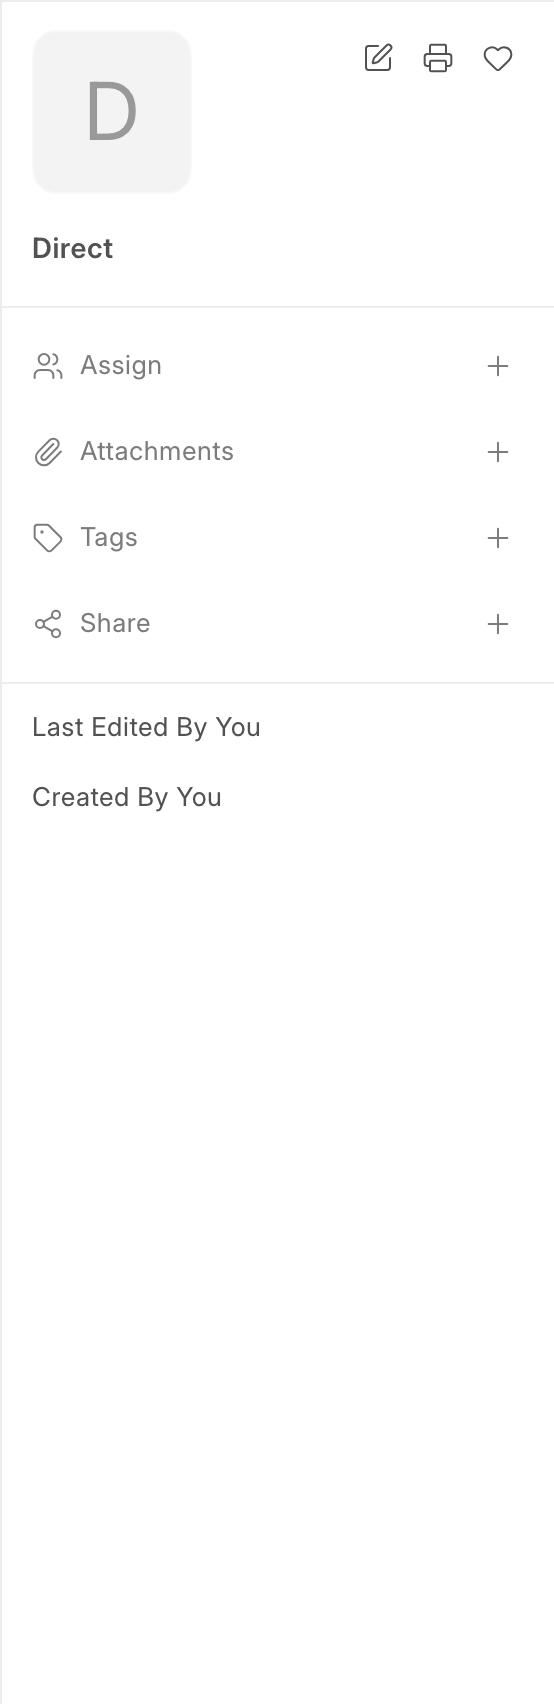 D
Direct
Assign
Attachments
Tags
Share
Last Edited By You
Created By You